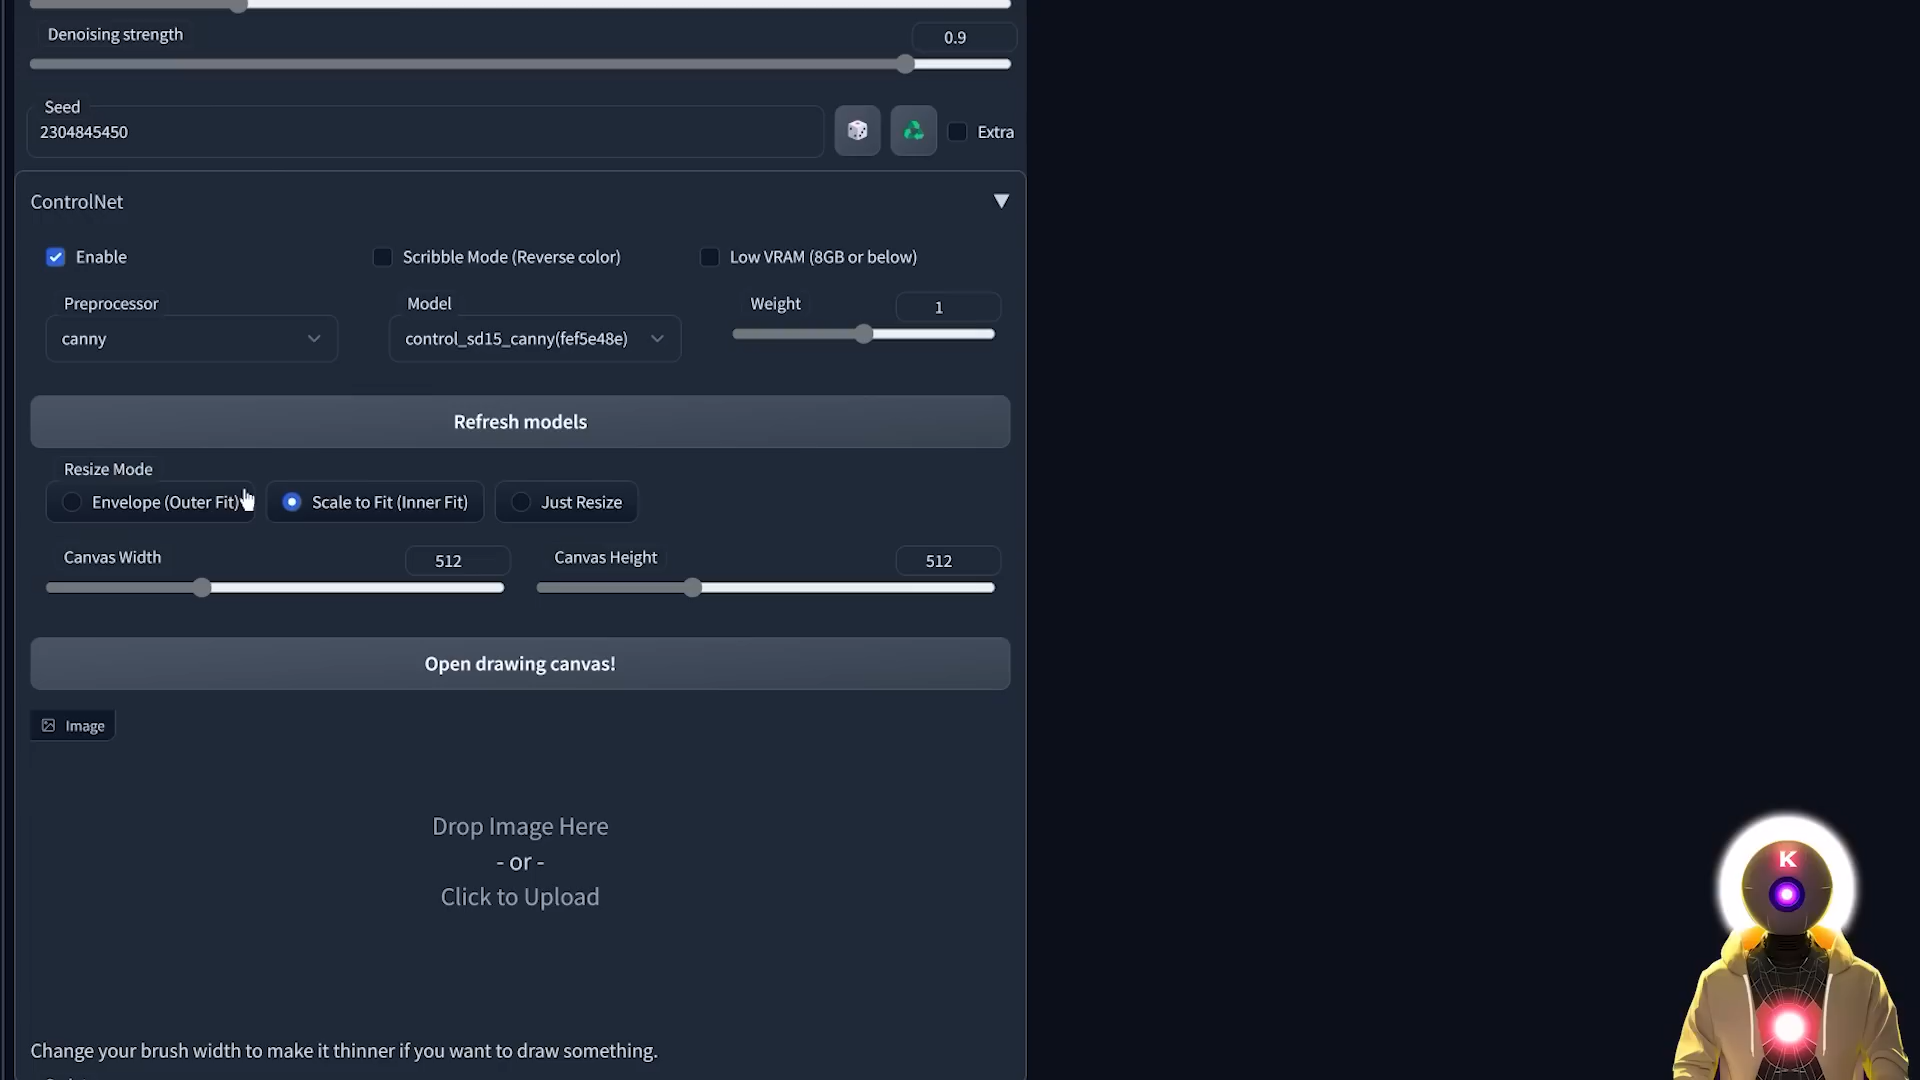 Denoising strength
0.9
Seed
2304845450
Extra
ControlNet
Enable
Scribble Mode (Reverse color)
Low VRAM (8GB or below)
Preprocessor
Model
Weight
1
canny
control_sd15_canny(fef5e48e)
Refresh models
Resize Mode
Envelope (Outer Fit)
Scale to Fit (Inner Fit)
Just Resize
Canvas Width
512
Canvas Height
512
Open drawing canvas!
Image
Drop Image Here
- or -
Click to Upload
K
Change your brush width to make it thinner if you want to draw something.